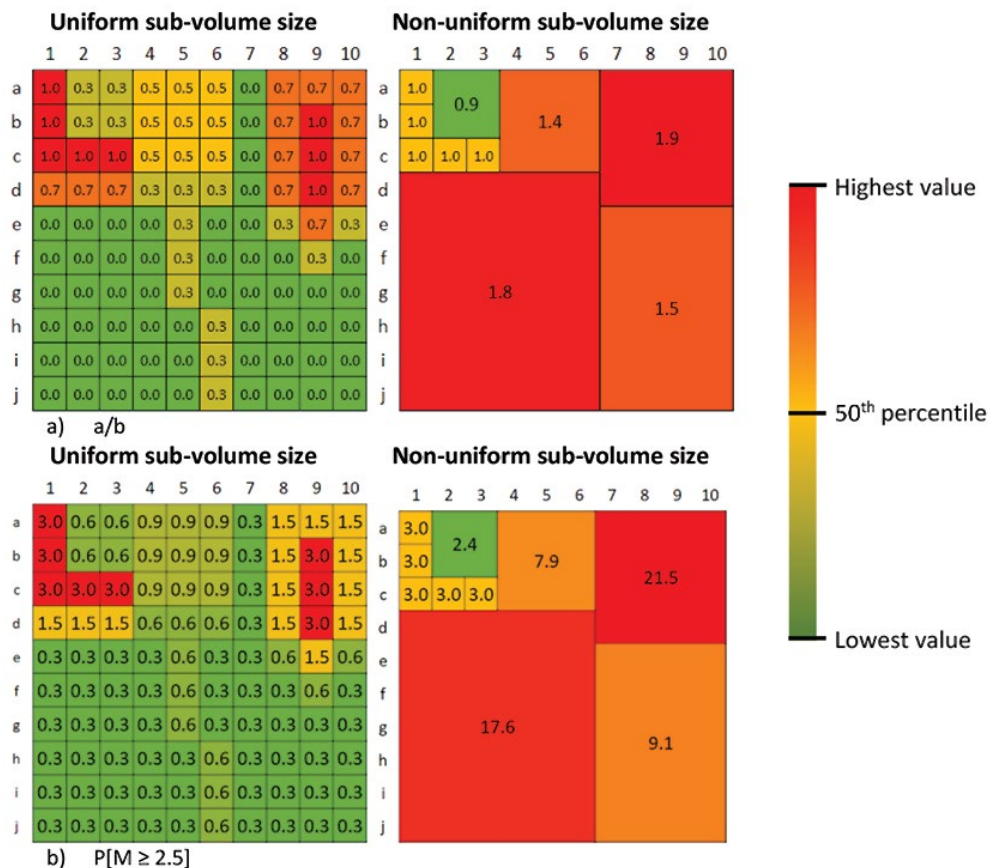 Uniform sub-volume size Non-uniform sub-volume size
1 2 3 4 5 6 7 8 9 10 1 2 3 4 5 6 7 8 9 10
a 1.0 0.3 0.3 0.5 0.5 0.5 0.0 0.7 0.7 0.7 a 1.0 0.9 1.4 1.9
b 1.0 0.3 0.3 0.5 0.5 0.5 0.0 0.7 1.0 0.7 b 1.0
c 1.0 1.0 1.0 0.5 0.5 0.5 0.0 0.7 1.0 0.7 c 1.0 1.0 1.0
d 0.7 0.7 0.7 0.3 0.3 0.3 0.0 0.7 1.0 0.7 d
e 0.0 0.0 0.0 0.0 0.3 0.0 0.0 0.3 0.7 0.3 e
f 0.0 0.0 0.0 0.0 0.3 0.0 0.0 0.0 0.3 0.0 f
g 0.0 0.0 0.0 0.0 0.3 0.0 0.0 0.0 0.0 0.0 g 1.8 1.5
h 0.0 0.0 0.0 0.0 0.0 0.3 0.0 0.0 0.0 0.0 h
i 0.0 0.0 0.0 0.0 0.0 0.3 0.0 0.0 0.0 0.0 i
j 0.0 0.0 0.0 0.0 0.0 0.3 0.0 0.0 0.0 0.0 j
a) a/b
Uniform sub-volume size Non-uniform sub-volume size
1 2 3 4 5 6 7 8 9 10 1 2 3 4 5 6 7 8 9 10
a 3.0 0.6 0.6 0.9 0.9 0.9 0.3 1.5 1.5 1.5 a 3.0 2.4 7.9 21.5
b 3.0 0.6 0.6 0.9 0.9 0.9 0.3 1.5 3.0 1.5 b 3.0
c 3.0 3.0 3.0 0.9 0.9 0.9 0.3 1.5 3.0 1.5 c 3.0 3.0 3.0
d 1.5 1.5 1.5 0.6 0.6 0.6 0.3 1.5 3.0 1.5 d
e 0.3 0.3 0.3 0.3 0.6 0.3 0.3 0.6 1.5 0.6 e
f 0.3 0.3 0.3 0.3 0.6 0.3 0.3 0.3 0.6 0.3 f
g 0.3 0.3 0.3 0.3 0.6 0.3 0.3 0.3 0.3 0.3 g 17.6 9.1
h 0.3 0.3 0.3 0.3 0.3 0.6 0.3 0.3 0.3 0.3 h
i 0.3 0.3 0.3 0.3 0.3 0.6 0.3 0.3 0.3 0.3 i
j 0.3 0.3 0.3 0.3 0.3 0.6 0.3 0.3 0.3 0.3 j
b) P[M ≥ 2.5]
Highest value
50th percentile
Lowest value